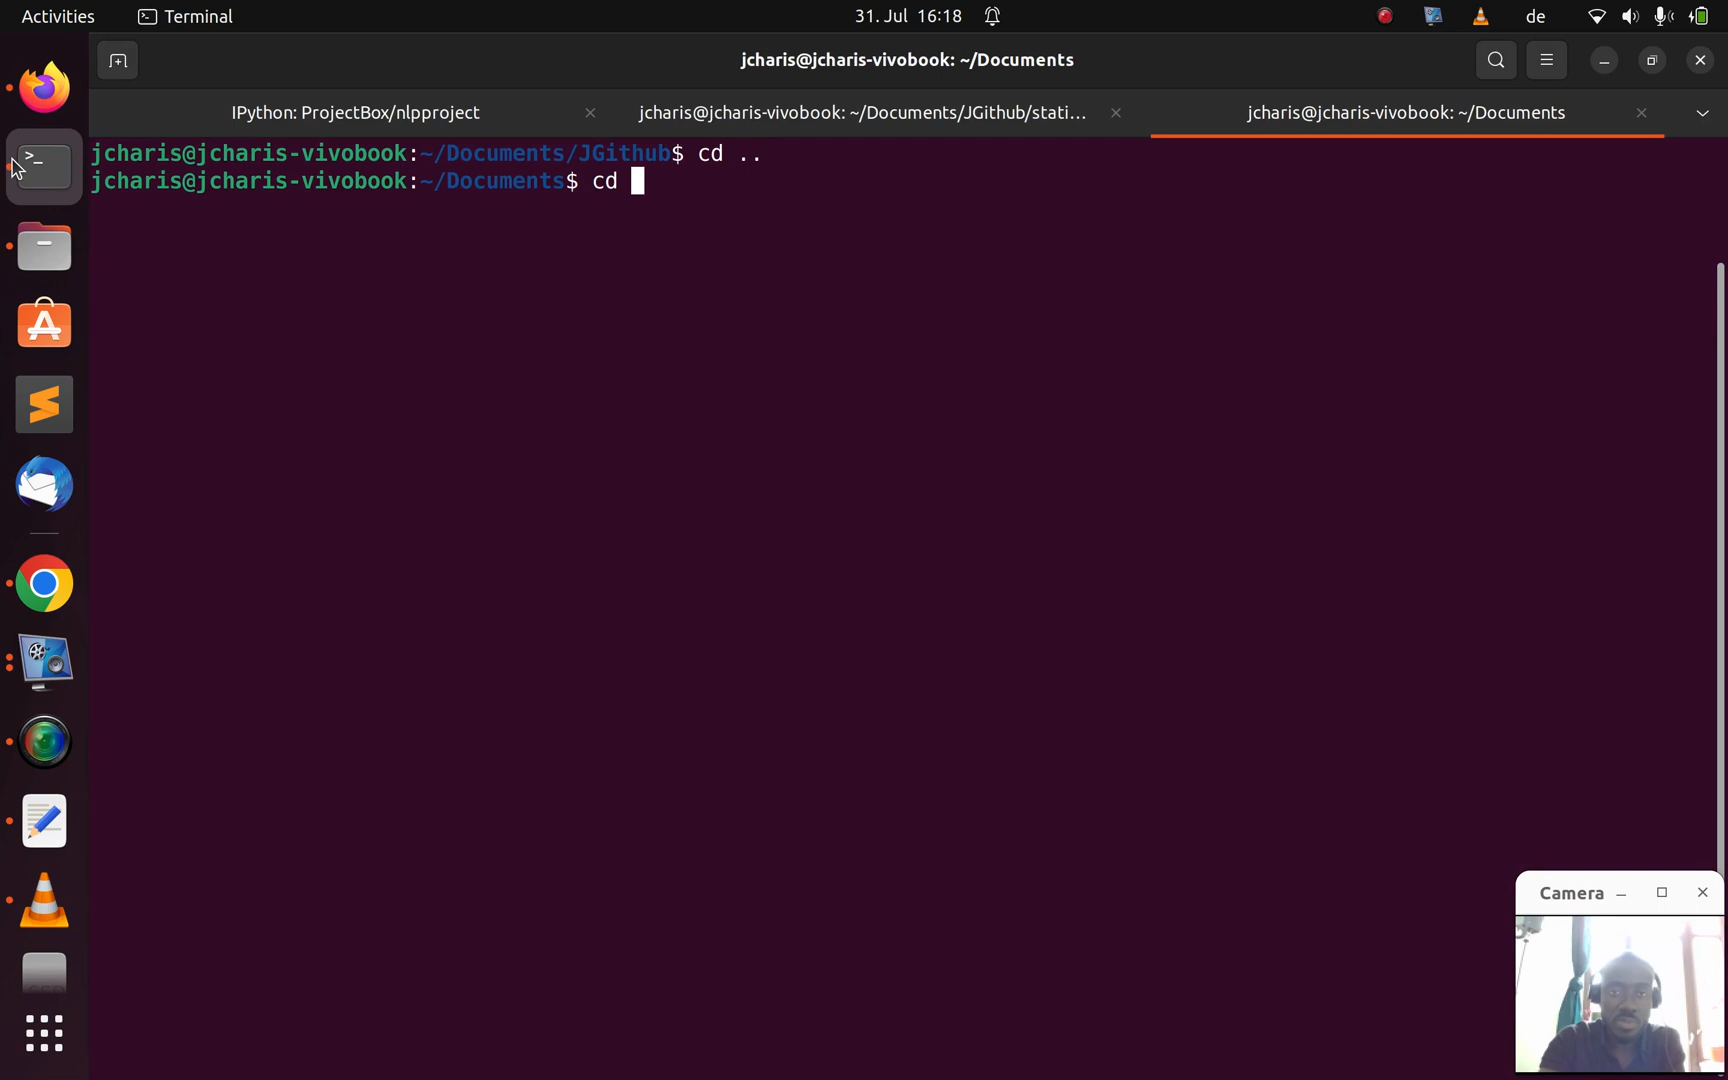 Activities
Terminal
31. Jul 16:18
de
jcharis@jcharis-vivobook: ~/Documents
IPython: ProjectBox/nlpproject
jcharis@jcharis-vivobook: ~/Documents/JGithub/stati...
jcharis@jcharis-vivobook: ~/Documents
jcharis@jcharis-vivobook:~/Documents/JGithub$ cd ..
jcharis@jcharis-vivobook:~/Documents$ cd
Camera